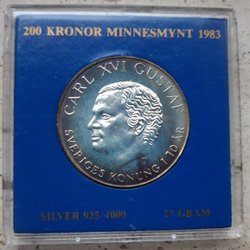 200 KRONOR MINNESMYNT 1983
CARL XVI GUSTAF
SVERIGES KONUNG I 10 ÅR
SILVER 925/1000
27 GRAM